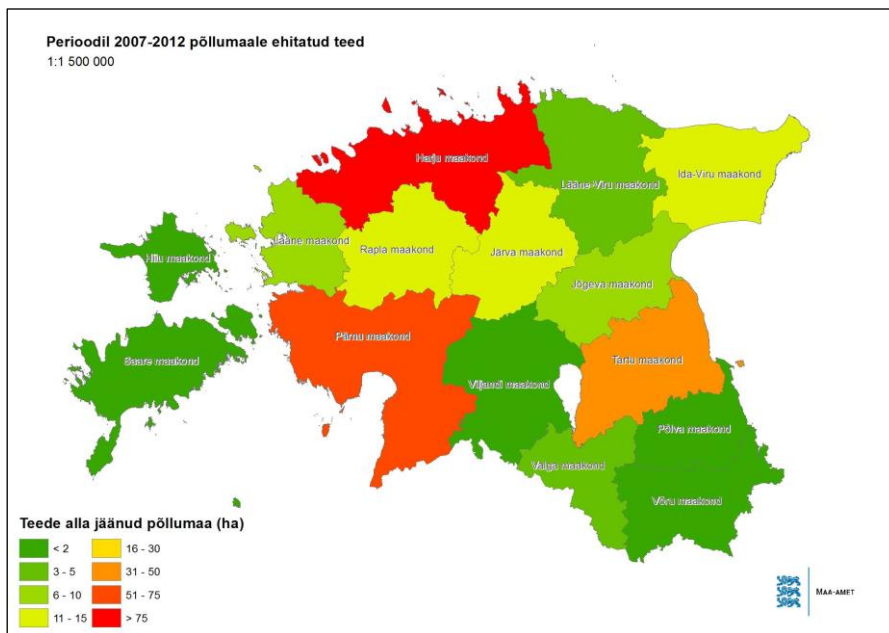 Perioodil 2007-2012 põllumaale ehitatud teed
1:1 500 000
Harju maakond
Lääne-Viru maakond
Ida-Viru maakond
Lääne maakond
Rapla maakond
Järva maakond
Hiiu maakond
Jõgeva maakond
Pärnu maakond
Saare maakond
Tartu maakond
Viljandi maakond
Põlva maakond
Valga maakond
Võru maakond
Teede alla jäänud põllumaa (ha)
< 2
3 - 5
6 - 10
11 - 15
16 - 30
31 - 50
51 - 75
> 75
MAA-AMET